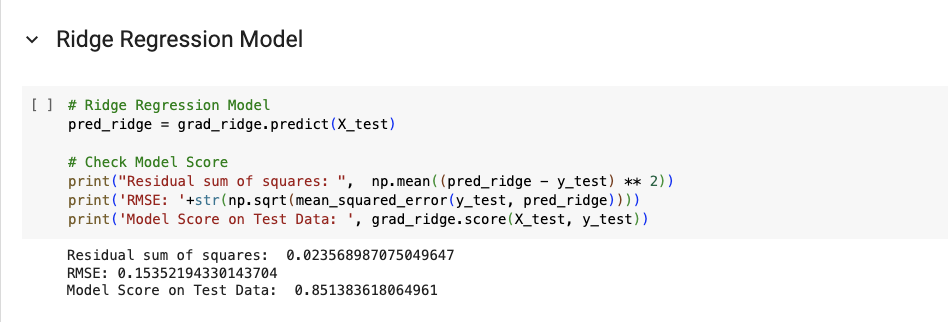 Ridge Regression Model
[ ] # Ridge Regression Model
pred_ridge = grad_ridge.predict(X_test)
# Check Model Score
print("Residual sum of squares: ",  np.mean((pred_ridge - y_test) ** 2))
print('RMSE: '+str(np.sqrt(mean_squared_error(y_test, pred_ridge))))
print('Model Score on Test Data: ', grad_ridge.score(X_test, y_test))
Residual sum of squares:  0.023568987075049647
RMSE: 0.15352194330143704
Model Score on Test Data:  0.851383618064961